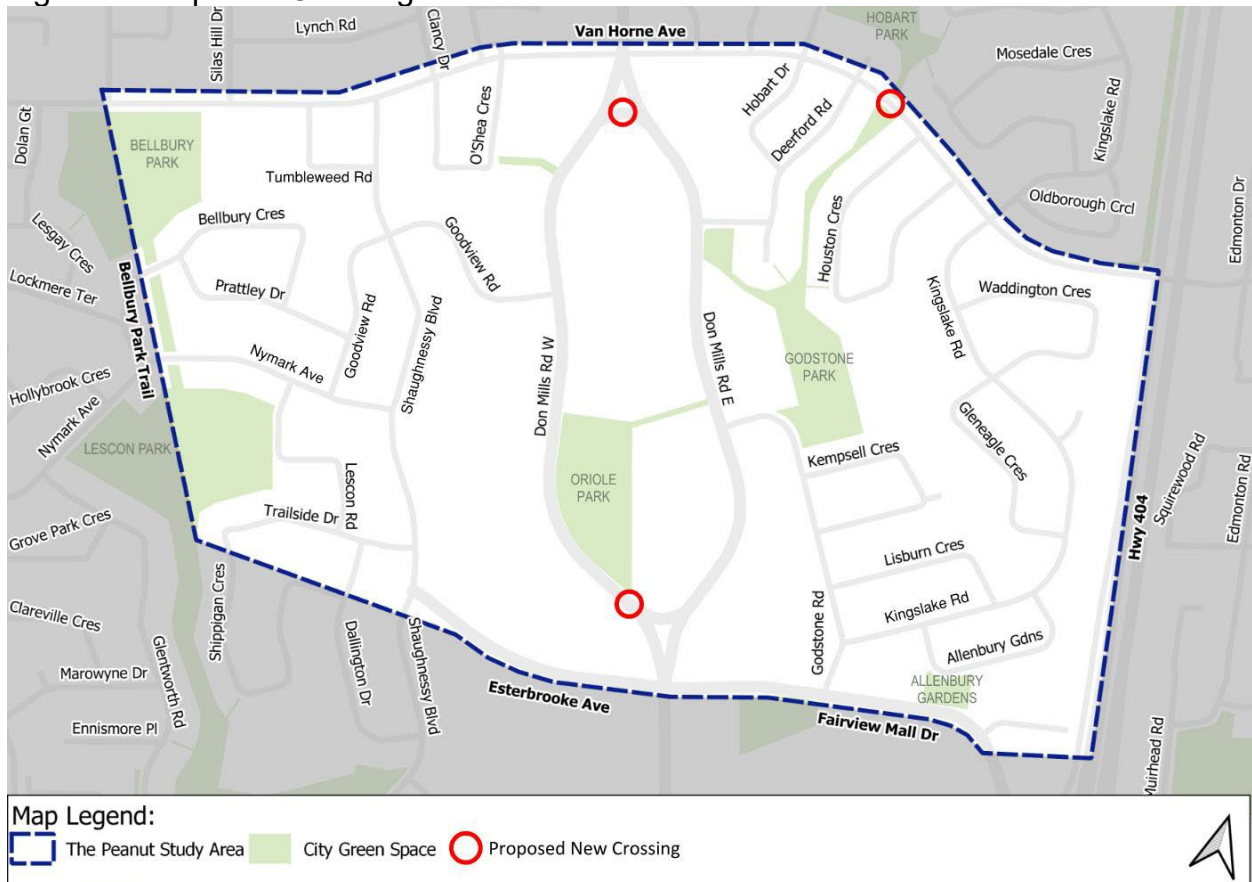 Van Horne Ave
HOBART
PARK
Lynch Rd
Silas Hill Dr
Clancy Dr
Mosedale Cres
Kingslake Rd
Dolan Gt
BELLBURY
PARK
O'Shea Cres
Hobart Dr
Deerford Rd
Tumbleweed Rd
Oldborough Crcl
Edmonton Dr
Bellbury Cres
Lesgay Cres
Goodview Rd
Houston Cres
Lockmere Ter
Bellbury Park Trail
Prattley Dr
Goodview Rd
Shaughnessy Blvd
Kingslake Rd
Waddington Cres
Nymark Ave
Don Mills Rd W
Don Mills Rd E
GODSTONE
PARK
Hollybrook Cres
Nymark Ave
Gleneagle Cres
LESCON PARK
Kempsell Cres
ORIOLE
PARK
Lescon Rd
Squirewood Rd
Hwy 404
Edmonton Rd
Grove Park Cres
Trailside Dr
Lisburn Cres
Shippigan Cres
Clareville Cres
Glentworth Rd
Dallington Dr
Shaughnessy Blvd
Godstone Rd
Kingslake Rd
Allenbury Gdns
Marowyne Dr
ALLENBURY
GARDENS
Esterbrooke Ave
Fairview Mall Dr
Ennismore Pl
Muirhead Rd
Map Legend:
The Peanut Study Area
City Green Space
Proposed New Crossing